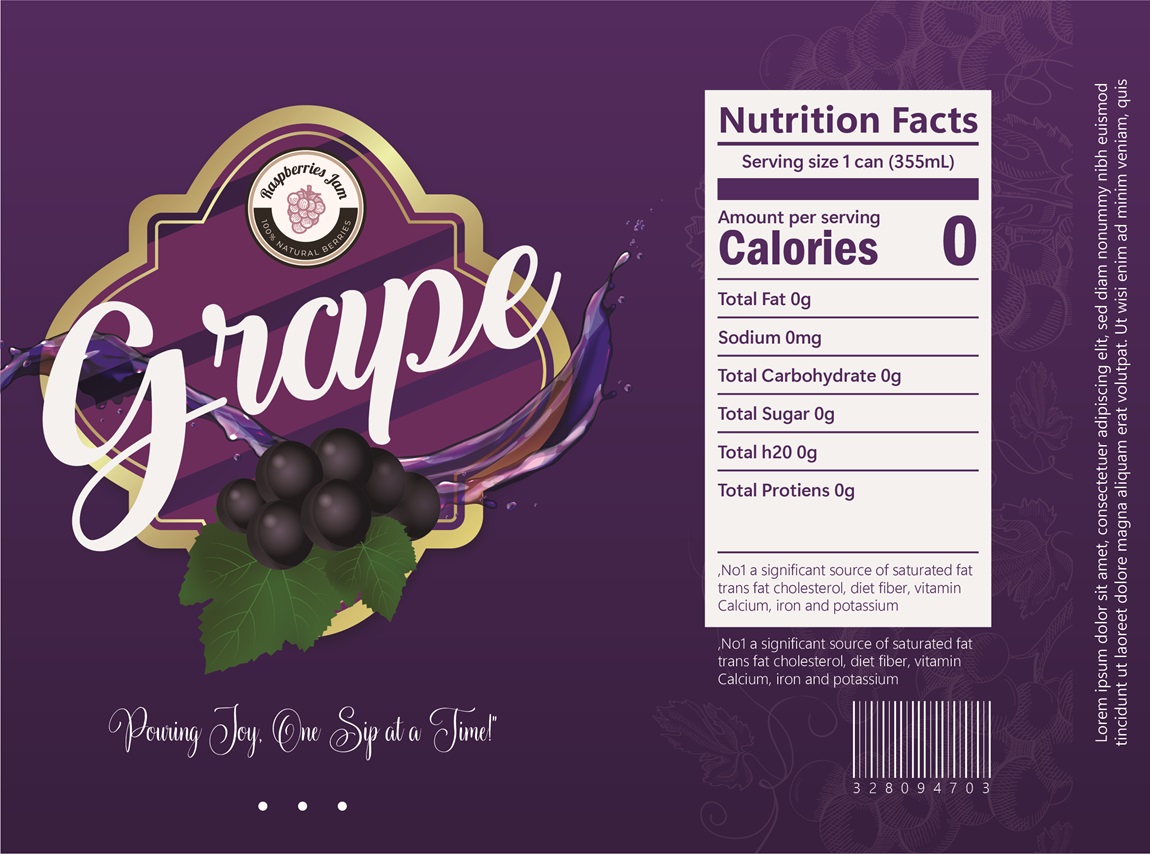 Raspberries Jam
100% NATURAL BERRIES
Grape
"Pouring Joy, One Sip at a Time!"
Nutrition Facts
Serving size 1 can (355mL)
Amount per serving
Calories 0
Total Fat 0g
Sodium 0mg
Total Carbohydrate 0g
Total Sugar 0g
Total h20 0g
Total Protiens 0g
,No1 a significant source of saturated fat
trans fat cholesterol, diet fiber, vitamin
Calcium, iron and potassium
,No1 a significant source of saturated fat
trans fat cholesterol, diet fiber, vitamin
Calcium, iron and potassium
328094703
Lorem ipsum dolor sit amet, consectetuer adipiscing elit, sed diam nonummy nibh euismod
tincidunt ut laoreet dolore magna aliquam erat volutpat. Ut wisi enim ad minim veniam, quis